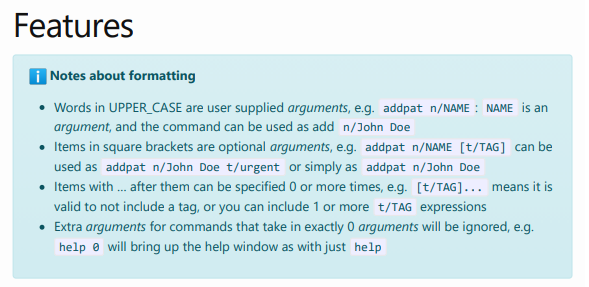 Features
Notes about formatting
• Words in UPPER_CASE are user supplied arguments, e.g. addpat n/NAME : NAME is an
argument, and the command can be used as add n/John Doe
• Items in square brackets are optional arguments, e.g. addpat n/NAME [t/TAG] can be
used as addpat n/John Doe t/urgent or simply as addpat n/John Doe
• Items with … after them can be specified 0 or more times, e.g. [t/TAG]... means it is
valid to not include a tag, or you can include 1 or more t/TAG expressions
• Extra arguments for commands that take in exactly 0 arguments will be ignored, e.g.
help 0 will bring up the help window as with just help